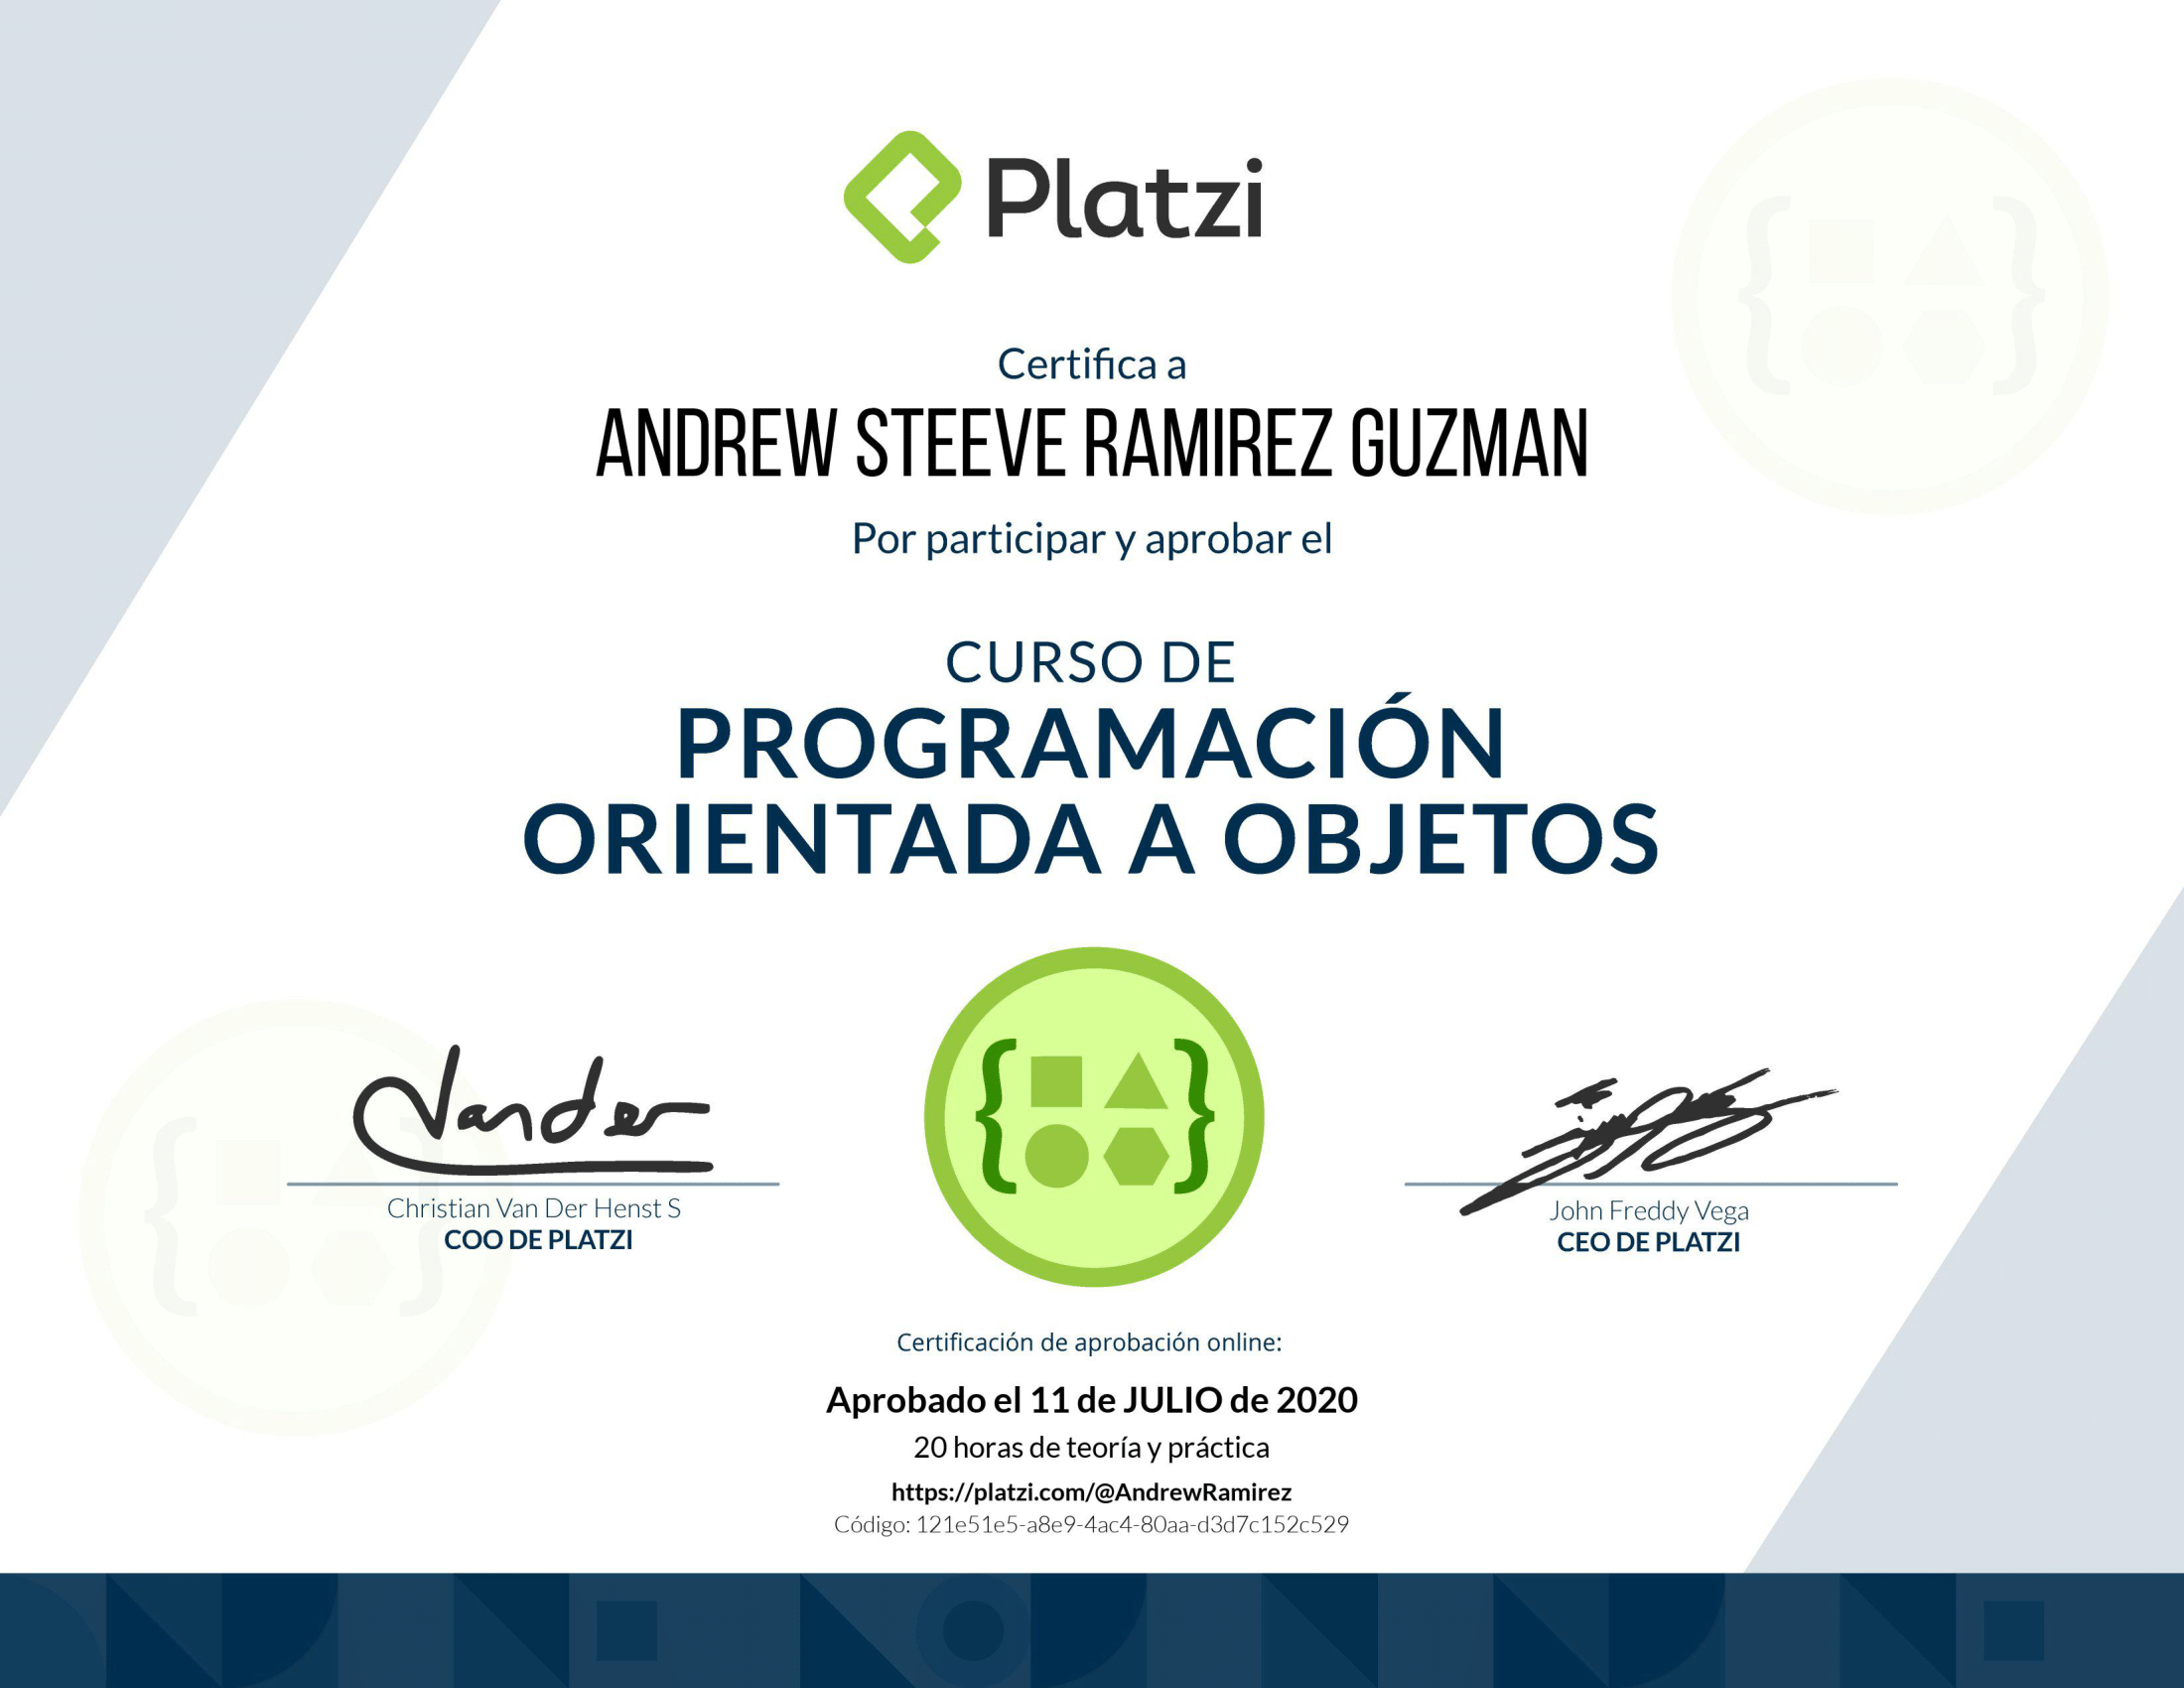 Platzi
Certifica a
ANDREW STEEVE RAMIREZ GUZMAN
Por participar y aprobar el
CURSO DE
PROGRAMACIÓN
ORIENTADA A OBJETOS
Vander
Christian Van Der Henst S
COO DE PLATZI
John Freddy Vega
CEO DE PLATZI
Certificación de aprobación online:
Aprobado el 11 de JULIO de 2020
20 horas de teoría y práctica
https://platzi.com/@AndrewRamirez
Código: 121e51e5-a8e9-4ac4-80aa-d3d7c152c529